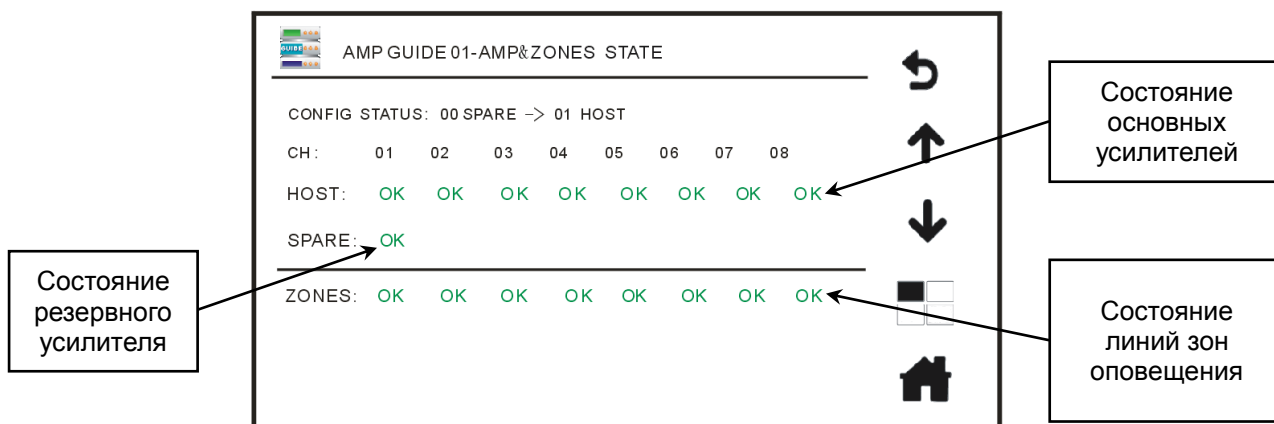 GUIDE
AMP GUIDE 01-AMP&ZONES STATE
CONFIG STATUS: 00 SPARE -> 01 HOST
CH: 01 02 03 04 05 06 07 08
HOST: OK OK OK OK OK OK OK OK
SPARE: OK
ZONES: OK OK OK OK OK OK OK OK
Состояние
резервного
усилителя
Состояние
основных
усилителей
Состояние
линий зон
оповещения